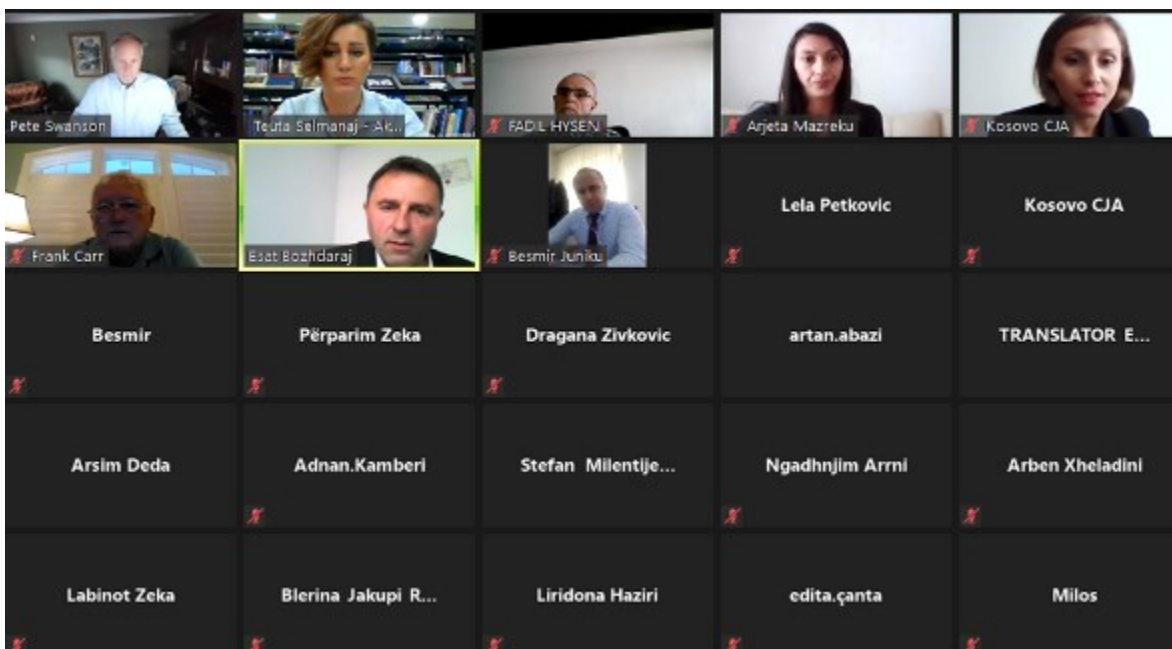 Pete Swanson
Teuta Selmanaj - Ak...
FADIL HYSEN
Arjeta Mazreku
Kosovo CJA
Frank Carr
Esat Bozhdaraj
Besmir Juniku
Lela Petkovic
Kosovo CJA
Besmir
Përparim Zeka
Dragana Zivkovic
artan.abazi
TRANSLATOR E...
Arsim Deda
Adnan.Kamberi
Stefan Milentije...
Ngadhnjim Arrni
Arben Xheladini
Labinot Zeka
Blerina Jakupi R...
Liridona Haziri
edita.çanta
Milos